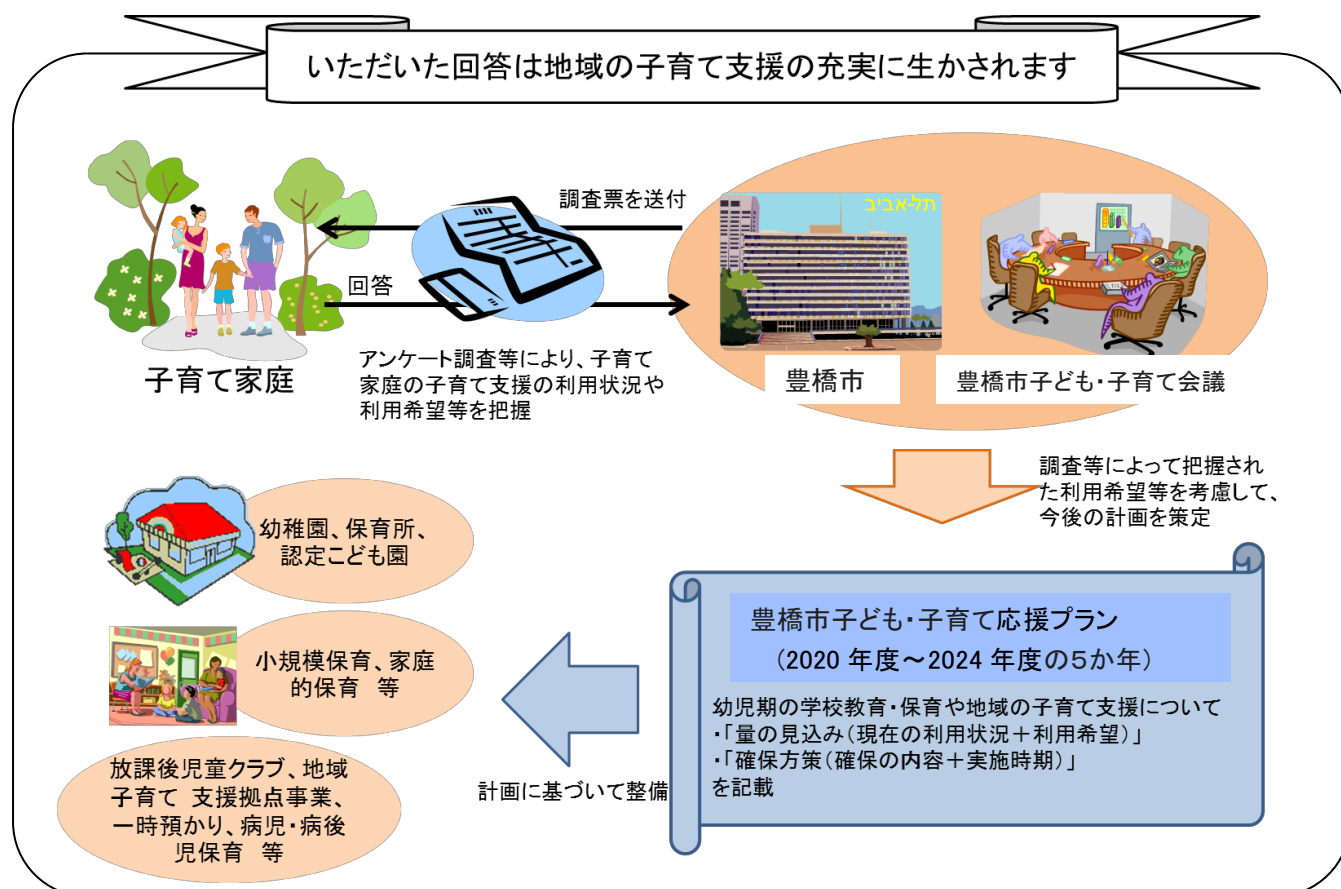 いただいた回答は地域の子育て支援の充実に生かされます
調査票を送付
回答
子育て家庭
アンケート調査等により、子育て
家庭の子育て支援の利用状況や
利用希望等を把握
תל-אביב
豊橋市
豊橋市子ども・子育て会議
調査等によって把握され
た利用希望等を考慮して、
今後の計画を策定
豊橋市子ども・子育て応援プラン
（2020 年度～2024 年度の５か年）
幼児期の学校教育・保育や地域の子育て支援について
・「量の見込み（現在の利用状況＋利用希望）」
・「確保方策（確保の内容＋実施時期）」
を記載
計画に基づいて整備
幼稚園、保育所、
認定こども園
小規模保育、家庭
的保育　等
放課後児童クラブ、地域
子育て 支援拠点事業、
一時預かり、病児・病後
児保育　等